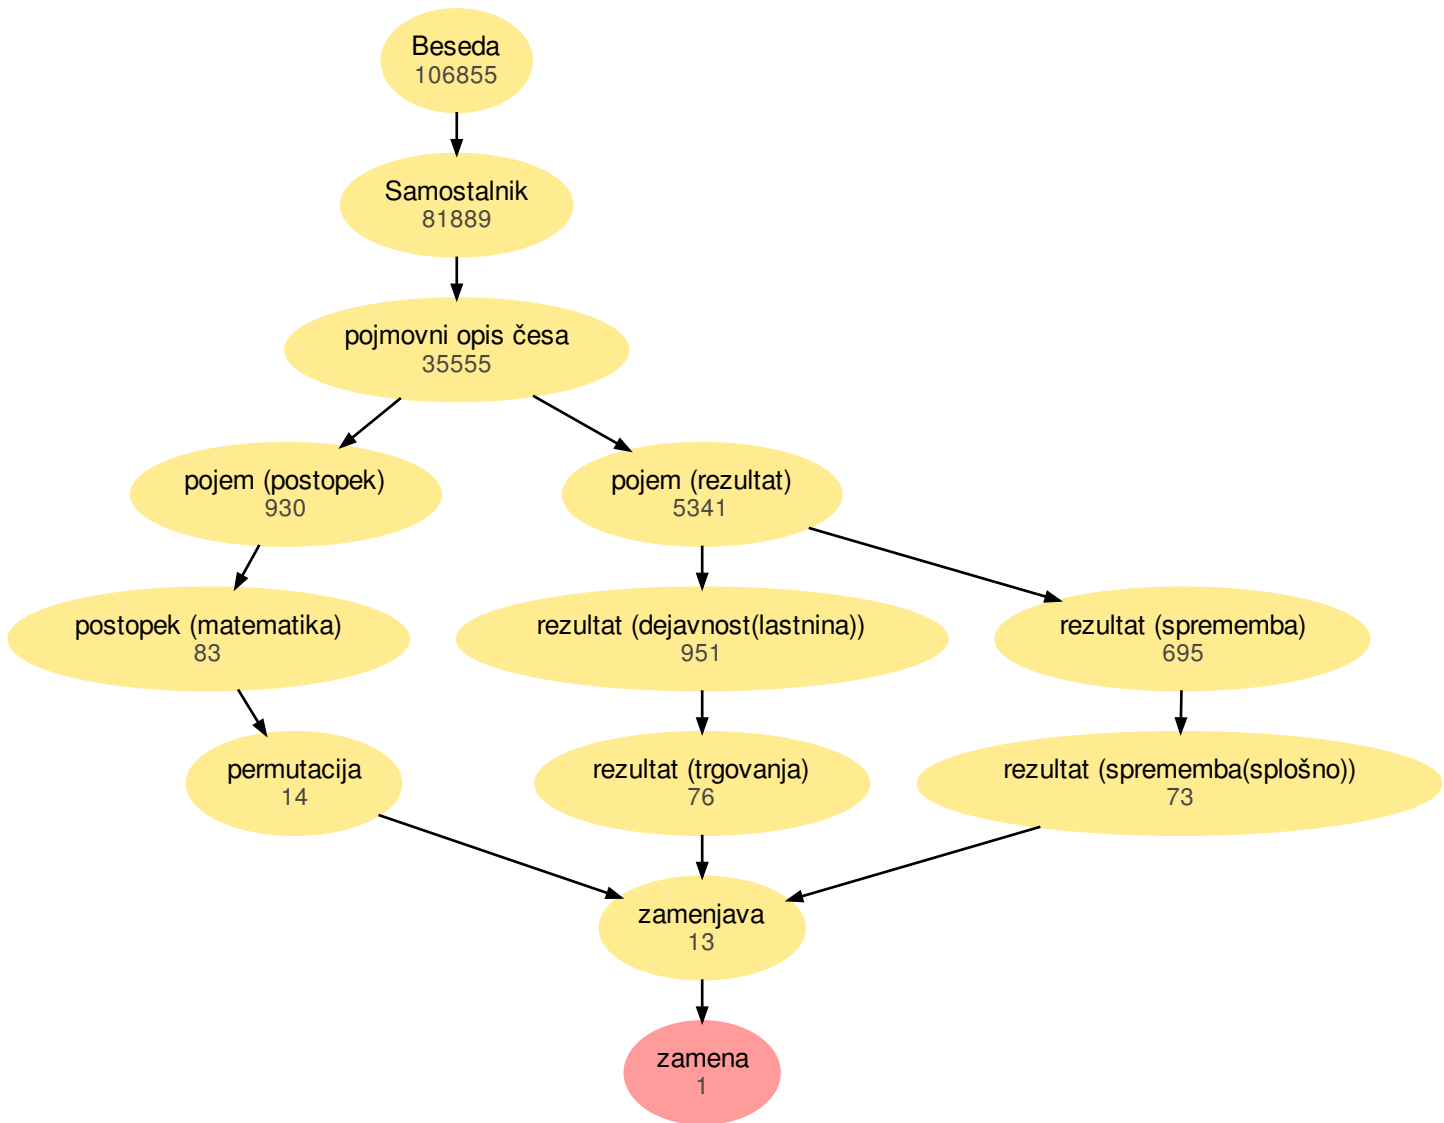 Beseda
106855
Samostalnik
81889
pojmovni opis česa
35555
pojem (postopek)
930
pojem (rezultat)
5341
postopek (matematika)
83
rezultat (dejavnost(lastnina))
951
rezultat (sprememba)
695
permutacija
14
rezultat (trgovanja)
76
rezultat (sprememba(splošno))
73
zamenjava
13
zamena
1